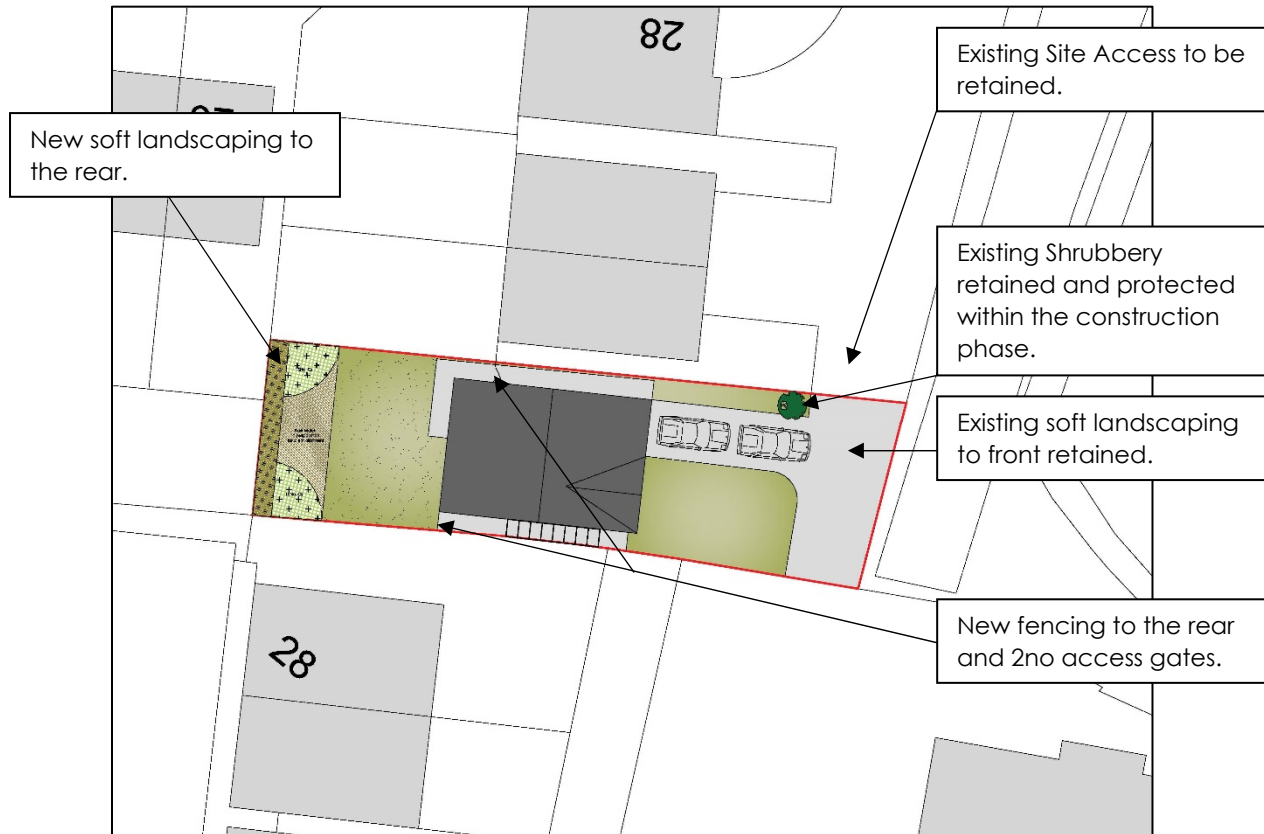 28
Existing Site Access to be
retained.
New soft landscaping to
the rear.
Existing Shrubbery
retained and protected
within the construction
phase.
Existing soft landscaping
to front retained.
New fencing to the rear
and 2no access gates.
28